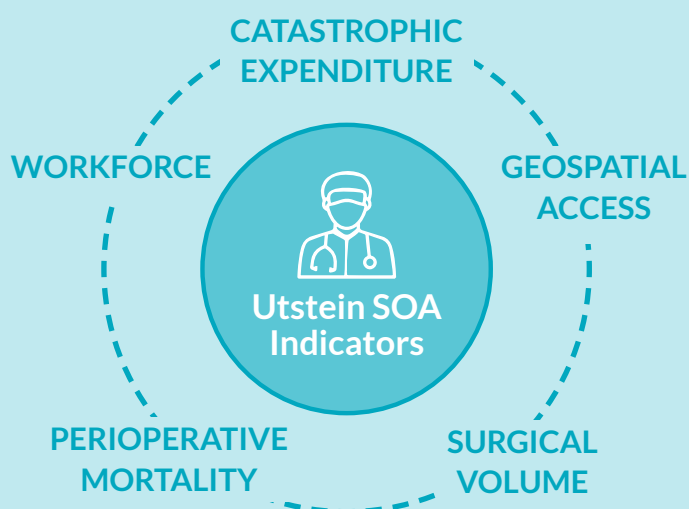 CATASTROPHIC
EXPENDITURE
WORKFORCE
GEOSPATIAL
ACCESS
Utstein SOA
Indicators
PERIOPERATIVE
MORTALITY
SURGICAL
VOLUME